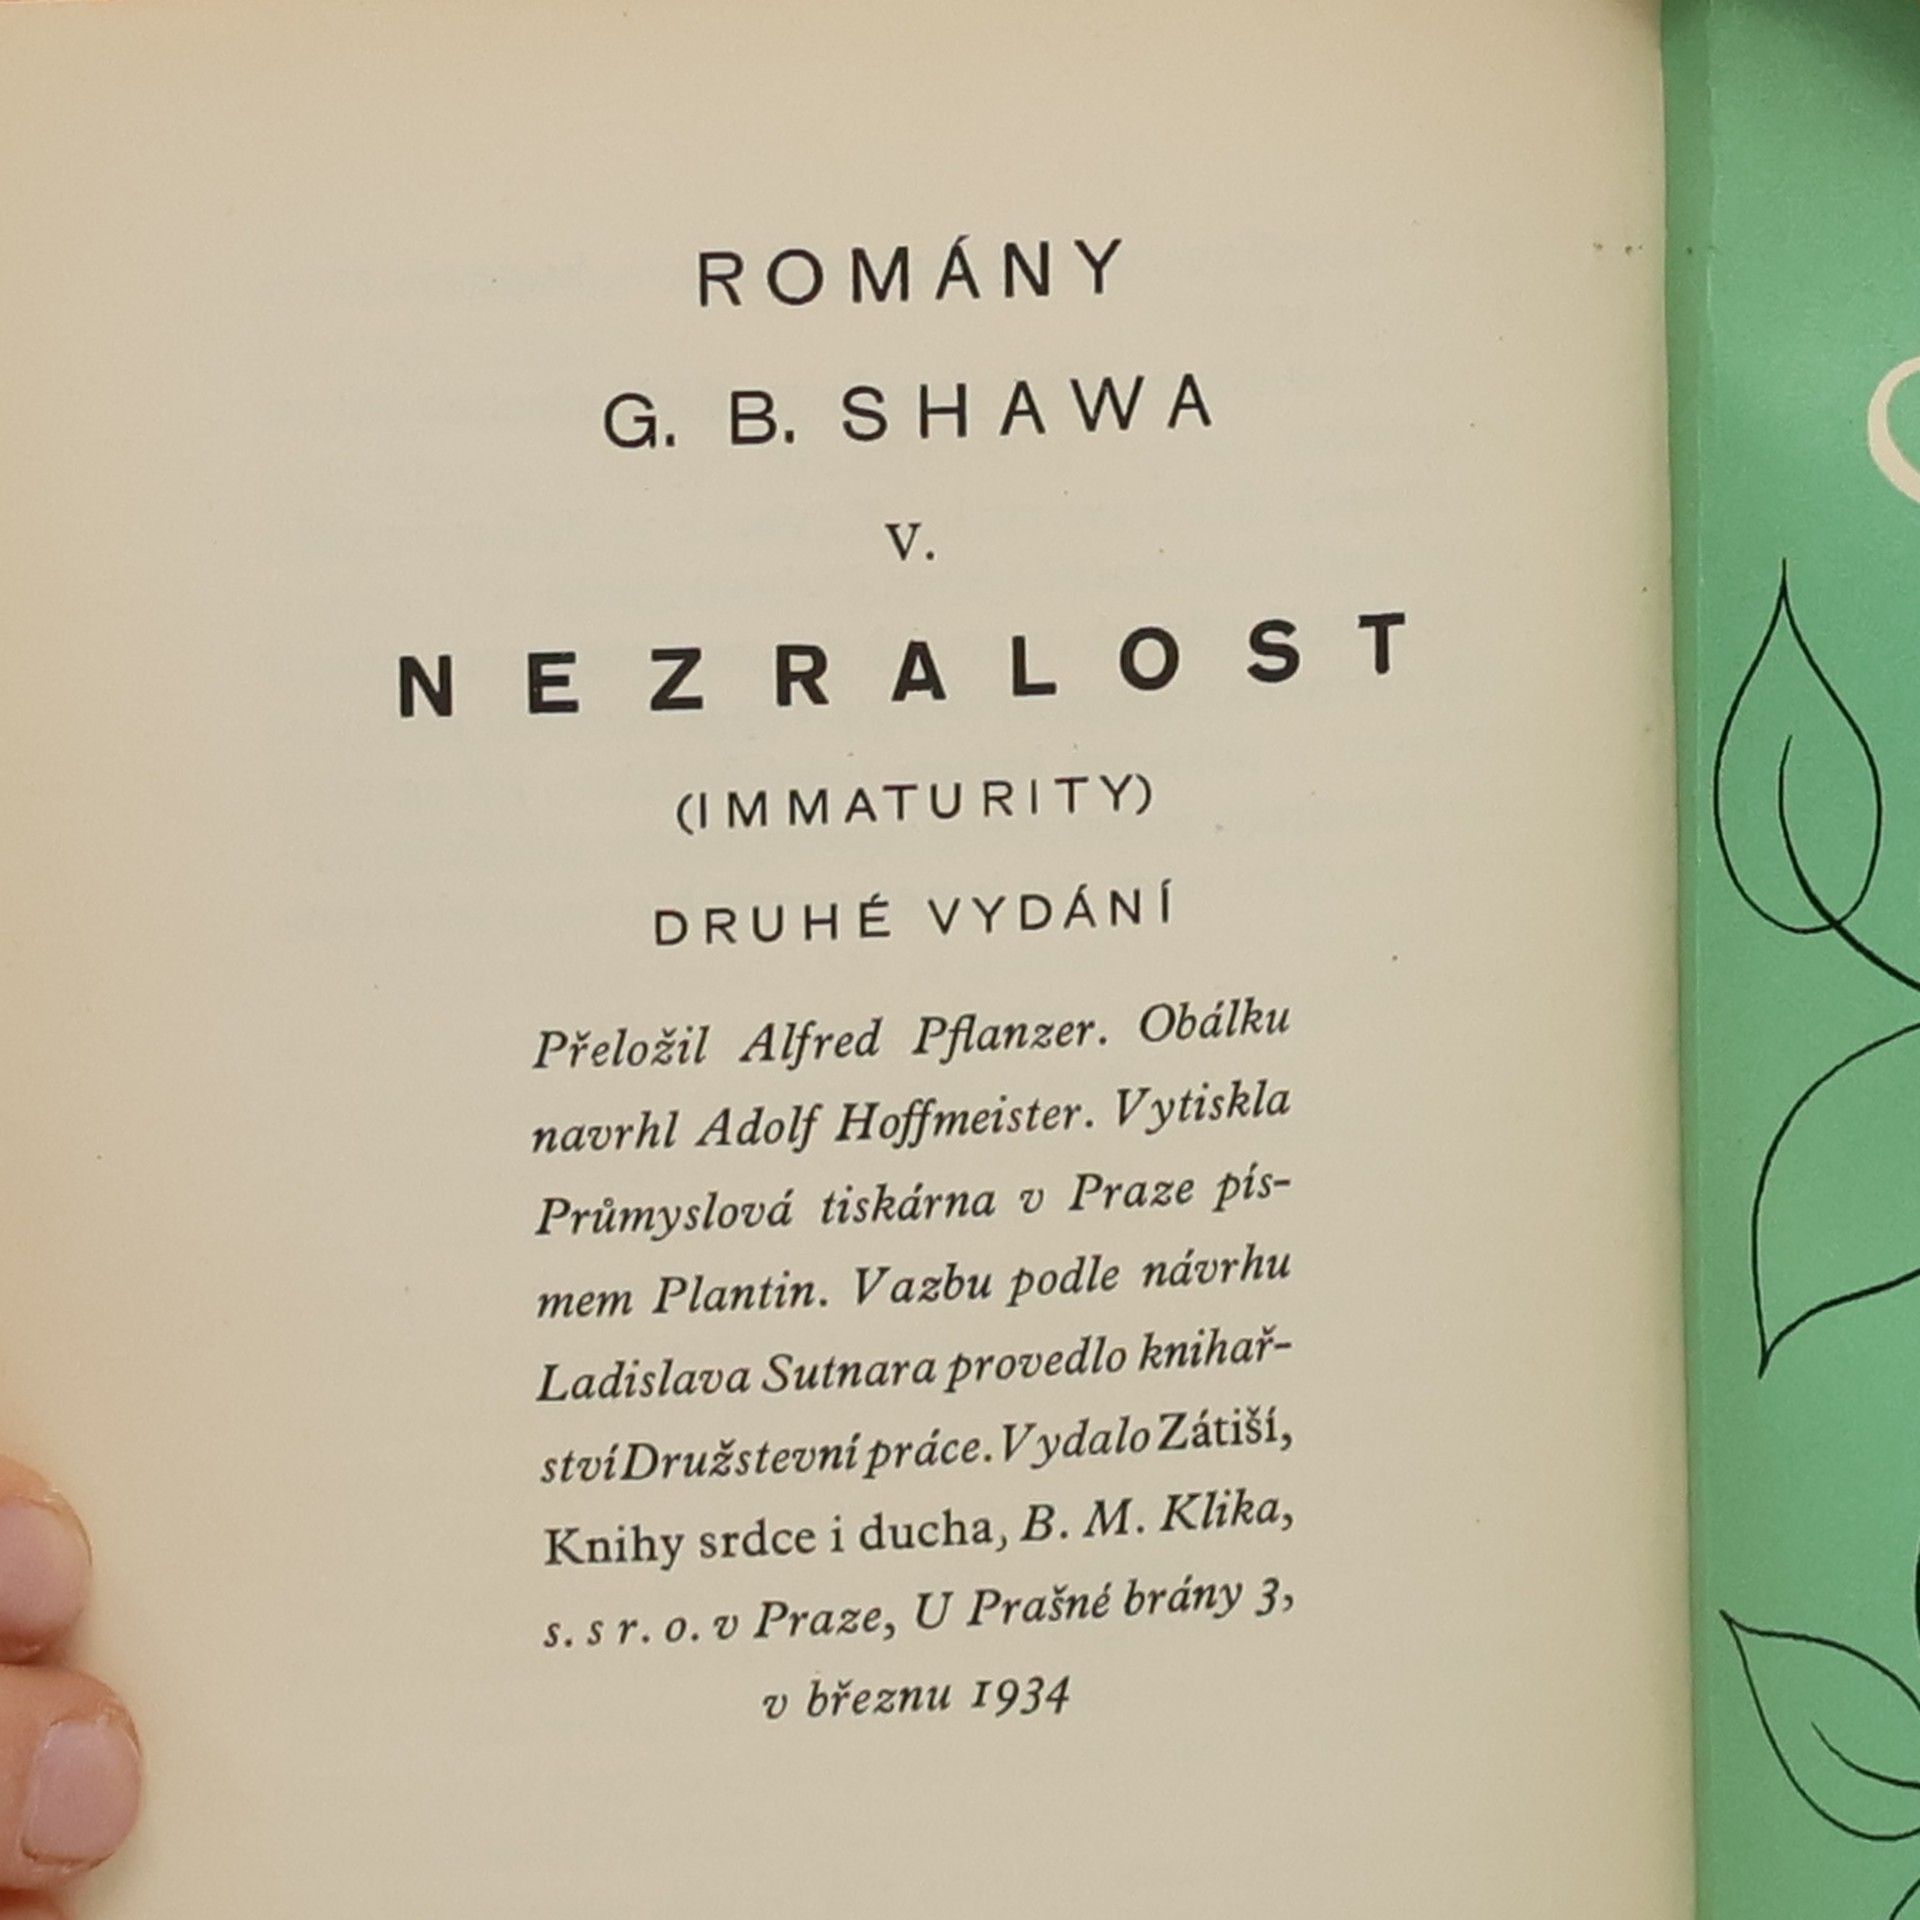 ROMÁNY
G. B. SHAWA
V.
NEZRALOST
(IMMATURITY)
DRUHÉ VYDÁNÍ
Přeložil Alfred Pflanzer. Obálku
navrhl Adolf Hoffmeister. Vytiskla
Průmyslová tiskárna v Praze pís-
mem Plantin. Vazbu podle návrhu
Ladislava Sutnara provedlo knihař-
ství Družstevní práce. Vydalo Zátiší,
Knihy srdce i ducha, B. M. Klika,
s. s r. o. v Praze, U Prašné brány 3,
v březnu 1934